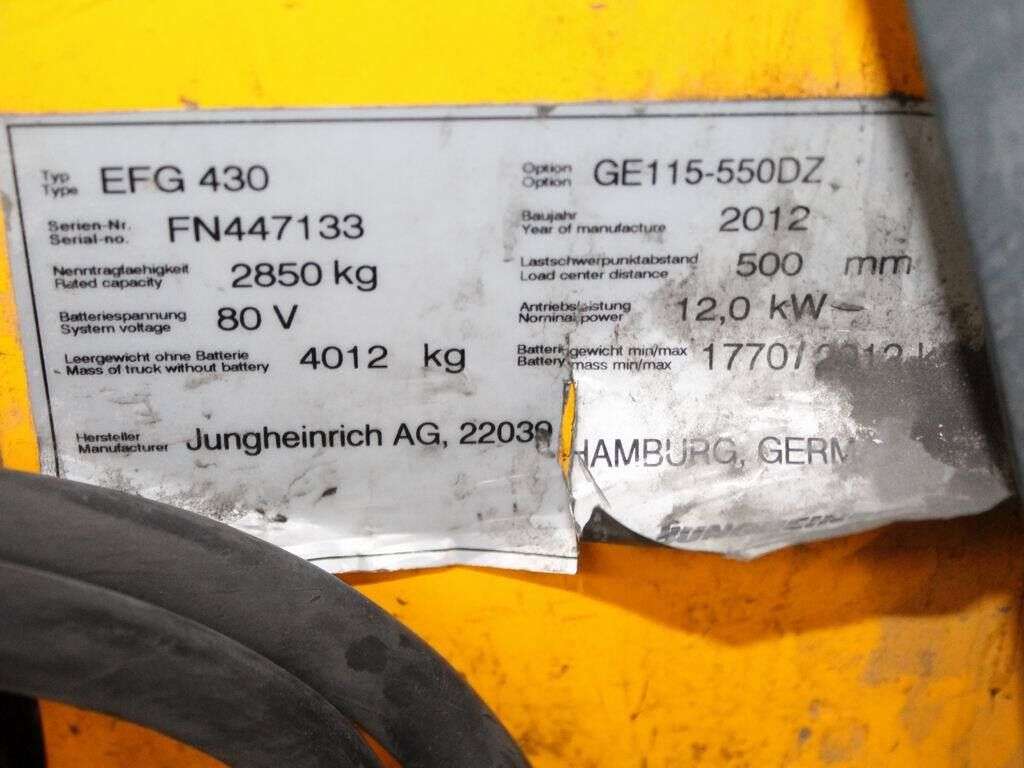 Typ
Type EFG 430
Option
Option GE115-550DZ
Serien-Nr.
Serial-no. FN447133
Baujahr
Year of manufacture 2012
Nenntragfaehigkeit
Rated capacity 2850 kg
Lastschwerpunktabstand
Load center distance 500 mm
Batteriespannung
System voltage 80 V
Antriebsleistung
Nominal power 12,0 kW
Leergewicht ohne Batterie
Mass of truck without battery 4012 kg
Batteriegewicht min/max
Battery mass min/max 1770/
Hersteller
Manufacturer Jungheinrich AG, 22039 HAMBURG, GERM